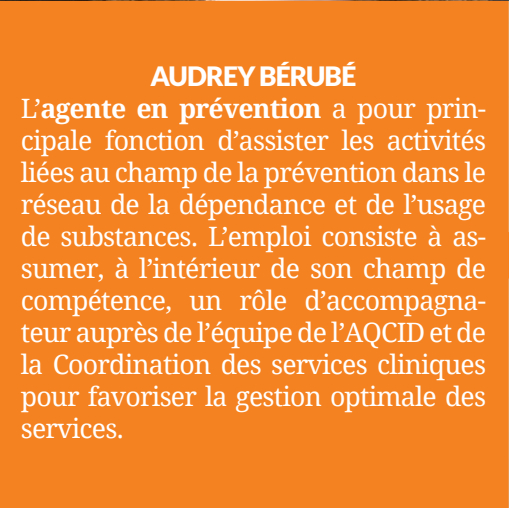 AUDREY BÉRUBÉ
L’agente en prévention a pour prin-
cipale fonction d’assister les activités
liées au champ de la prévention dans le
réseau de la dépendance et de l’usage
de substances. L’emploi consiste à as-
sumer, à l’intérieur de son champ de
compétence, un rôle d’accompagna-
teur auprès de l’équipe de l’AQCID et de
la Coordination des services cliniques
pour favoriser la gestion optimale des
services.